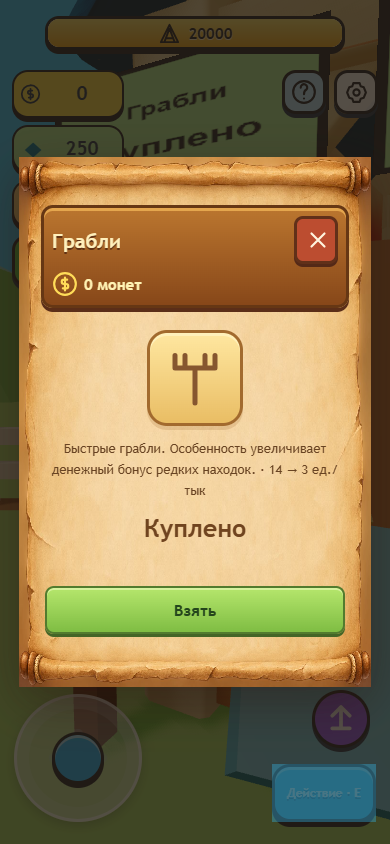 20000
0
250
Грабли
уплено
Грабли
0 монет
Быстрые грабли. Особенность увеличивает
денежный бонус редких находок. · 14 → 3 ед./
тык
Куплено
Взять
Действие · E